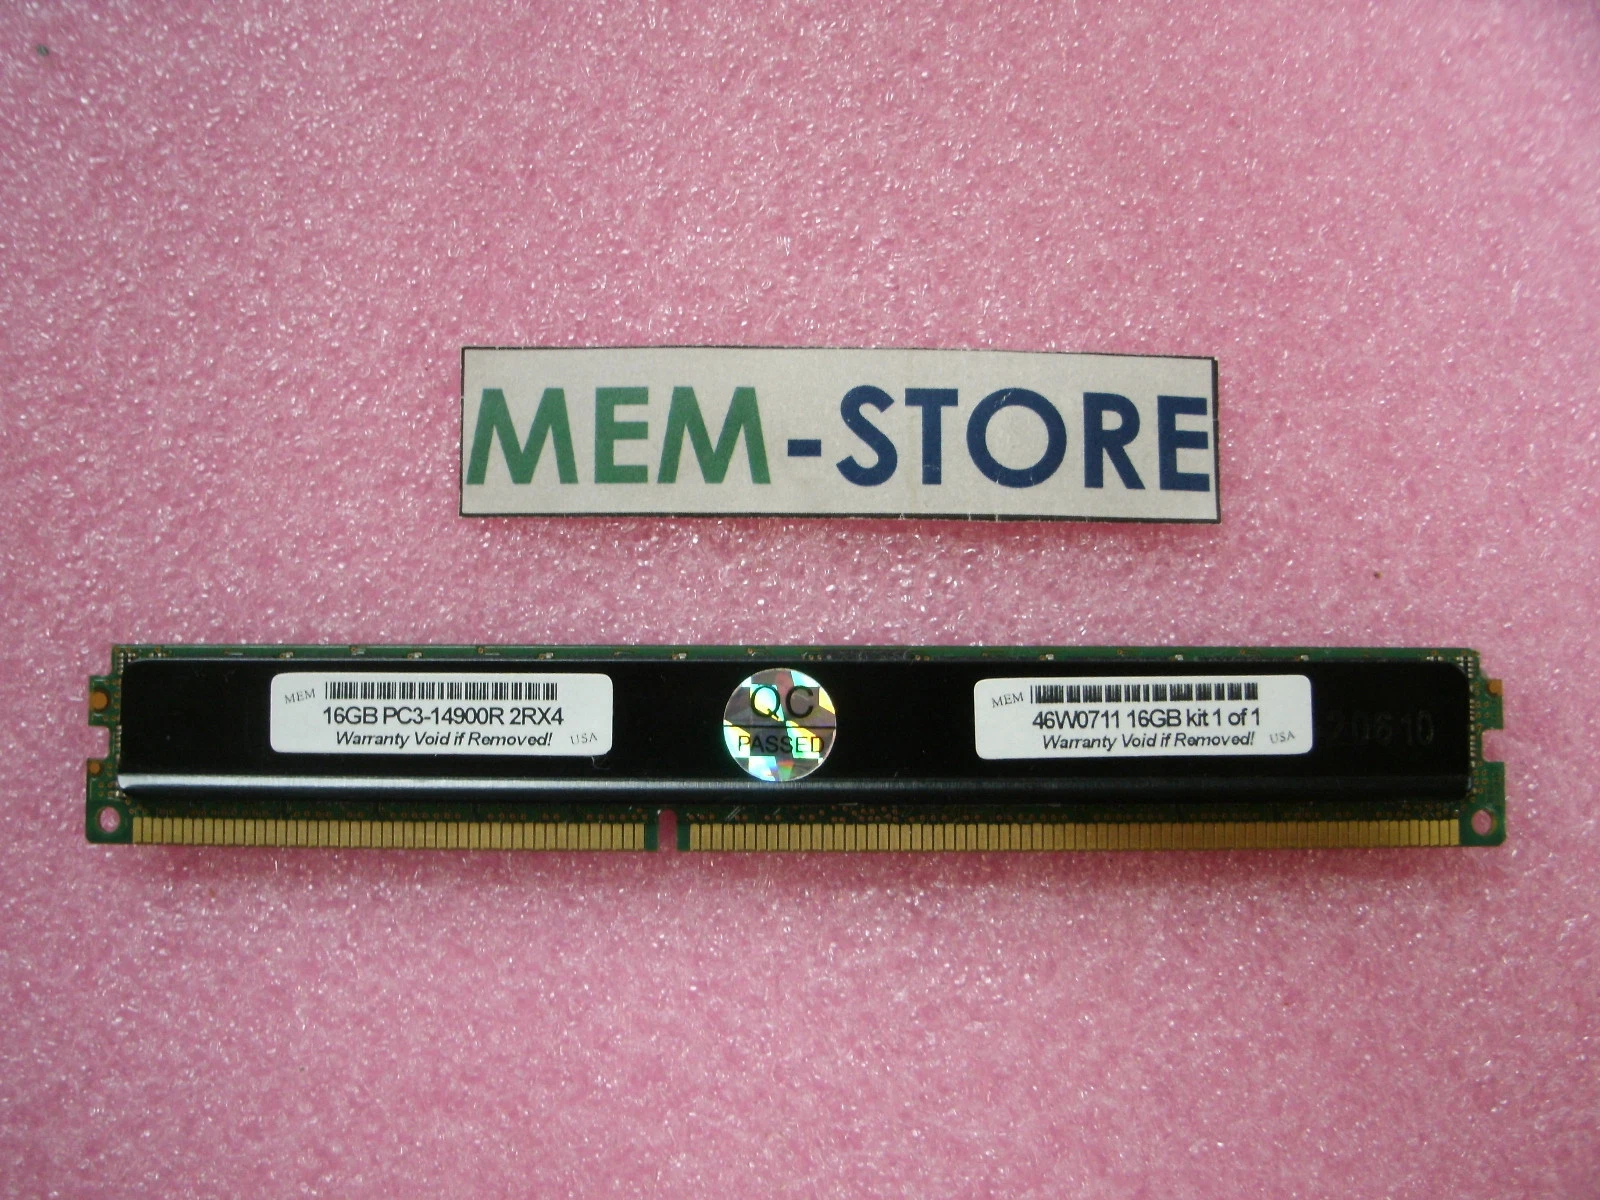 MEM-STORE
MEM
16GB PC3-14900R 2RX4
Warranty Void if Removed!
USA
QC
PASSED
MEM
46W0711 16GB kit 1 of 1
Warranty Void if Removed!
USA
20610